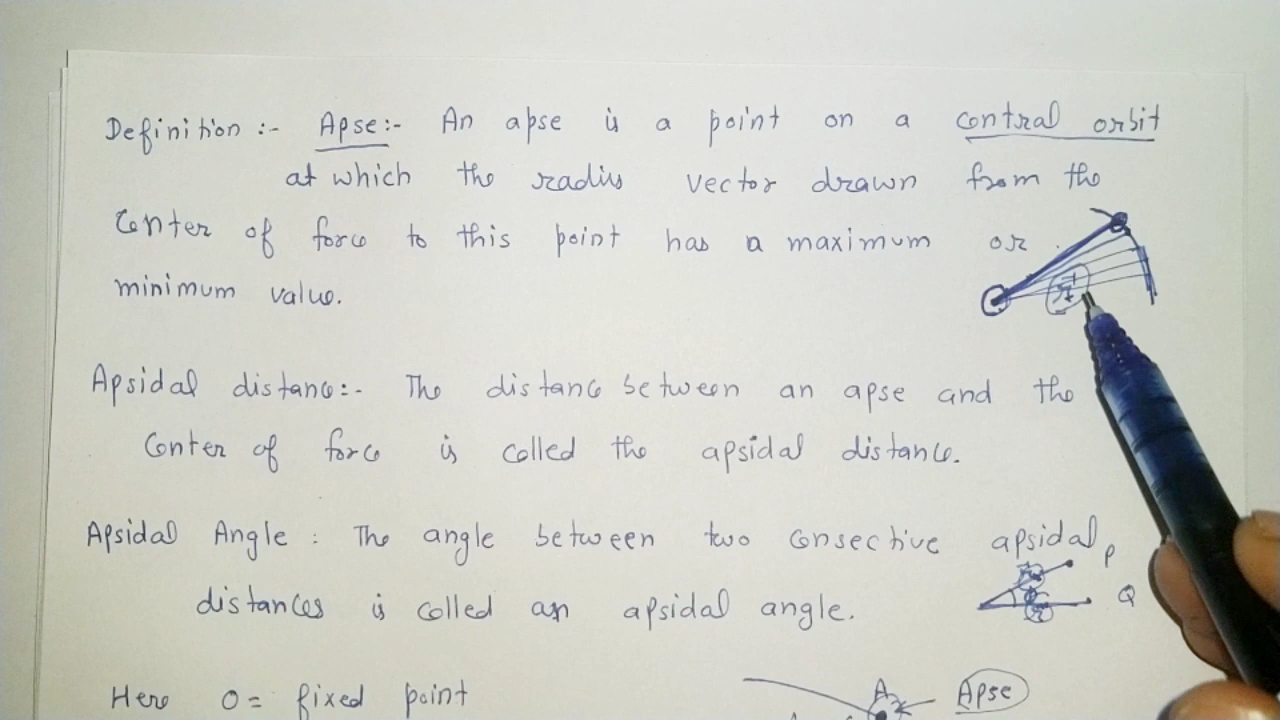 Definition :- Apse:- An apse is a point on a central orbit
at which the radius vector drawn from the
Center of force to this point has a maximum or
minimum value.
Apsidal distance:- The distance between an apse and the
Center of force is called the apsidal distance.
Apsidal Angle : The angle between two consective apsidal
distances is called an apsidal angle.
P
Q
Here O = fixed point
A
Apse